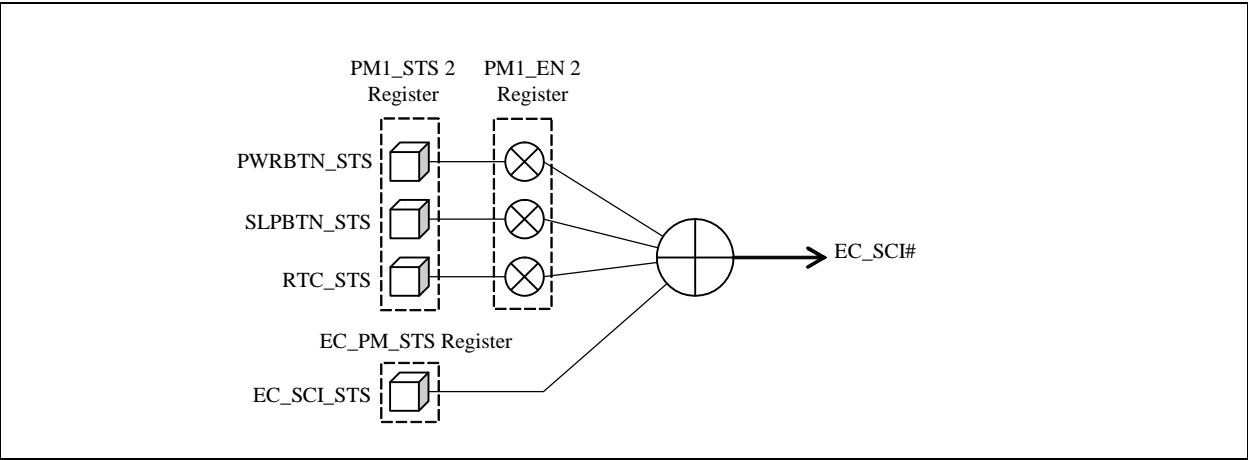 PM1_STS 2
Register
PM1_EN 2
Register
PWRBTN_STS
SLPBTN_STS
RTC_STS
EC_SCI#
EC_PM_STS Register
EC_SCI_STS